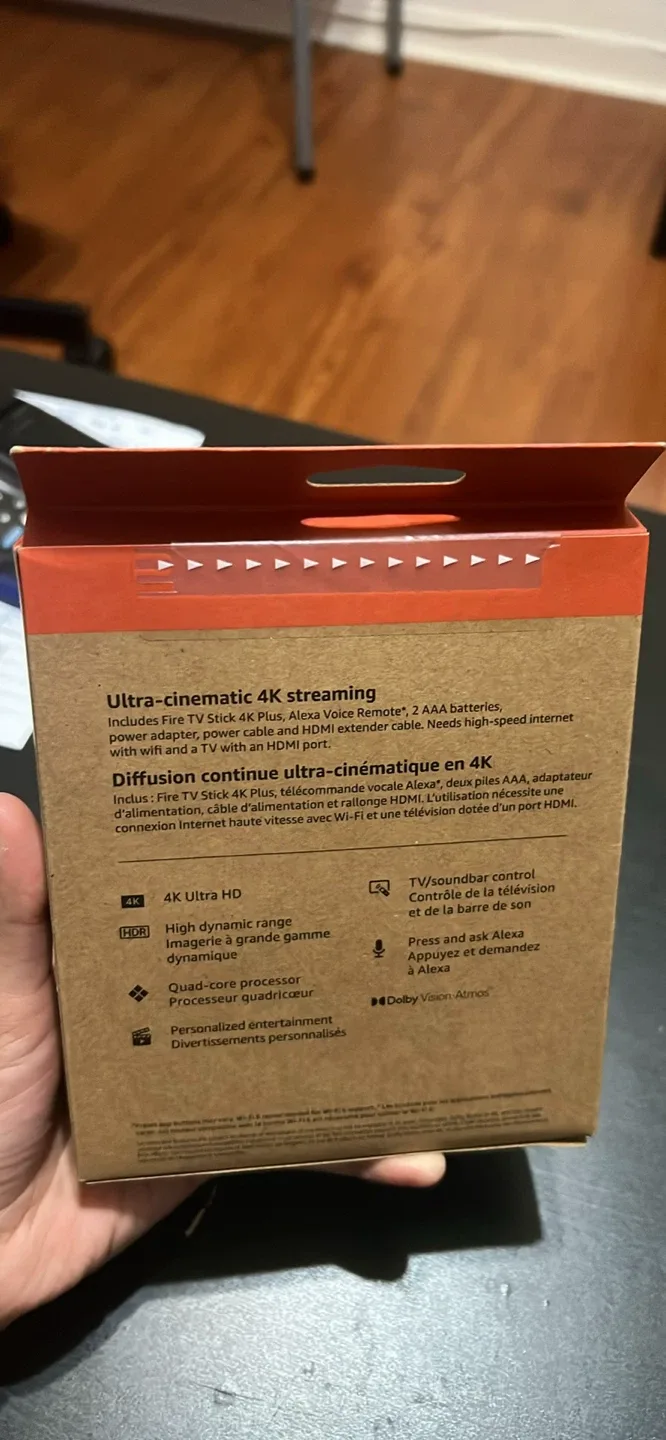 Ultra-cinematic 4K streaming
Includes Fire TV Stick 4K Plus, Alexa Voice Remote*, 2 AAA batteries,
power adapter, power cable and HDMI extender cable. Needs high-speed internet
with wifi and a TV with an HDMI port.
Diffusion continue ultra-cinématique en 4K
Inclus : Fire TV Stick 4K Plus, télécommande vocale Alexa*, deux piles AAA, adaptateur
d'alimentation, câble d'alimentation et rallonge HDMI. L'utilisation nécessite une
connexion Internet haute vitesse avec Wi-Fi et une télévision dotée d'un port HDMI.
4K
4K Ultra HD
HDR
High dynamic range
Imagerie à grande gamme
dynamique
Quad-core processor
Processeur quadricœur
Personalized entertainment
Divertissements personnalisés
TV/soundbar control
Contrôle de la télévision
et de la barre de son
Press and ask Alexa
Appuyez et demandez
à Alexa
Dolby Vision·Atmos